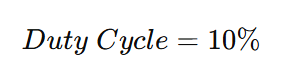 Duty Cycle = 10%